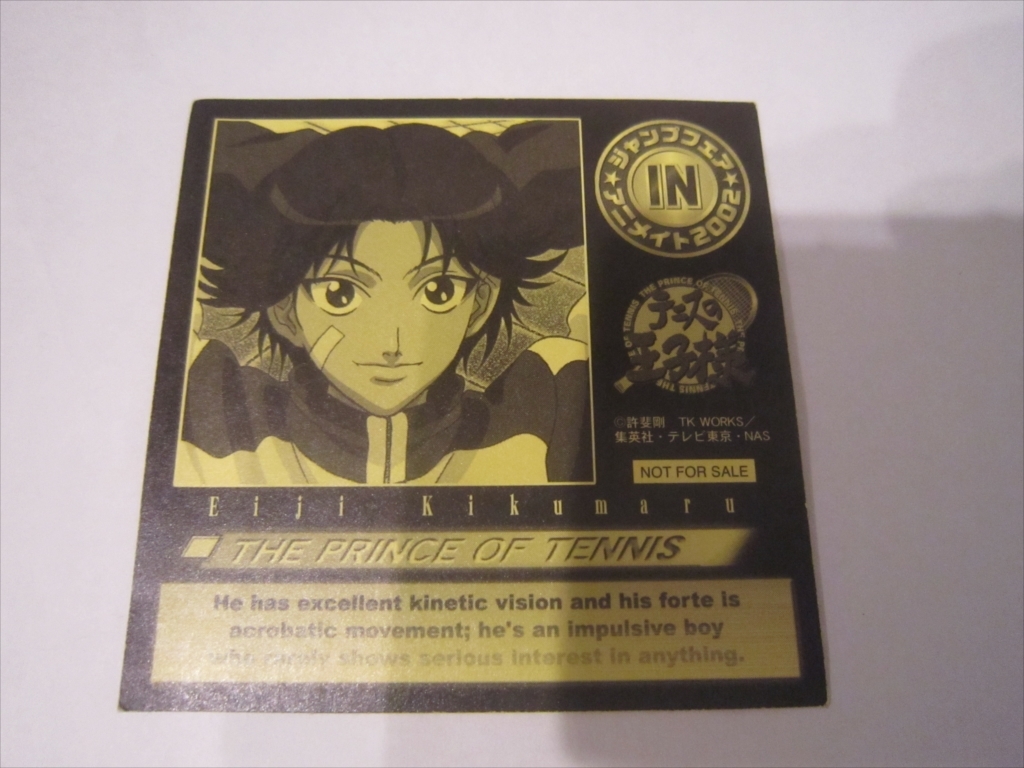 ★ジャンプフェア★
IN
アニメイト2002
THE PRINCE OF TENNIS
テニスの
王子様
©許斐剛 TK WORKS/
集英社・テレビ東京・NAS
NOT FOR SALE
Eiji Kikumaru
THE PRINCE OF TENNIS
He has excellent kinetic vision and his forte is
acrobatic movement; he's an impulsive boy
who rarely shows serious interest in anything.